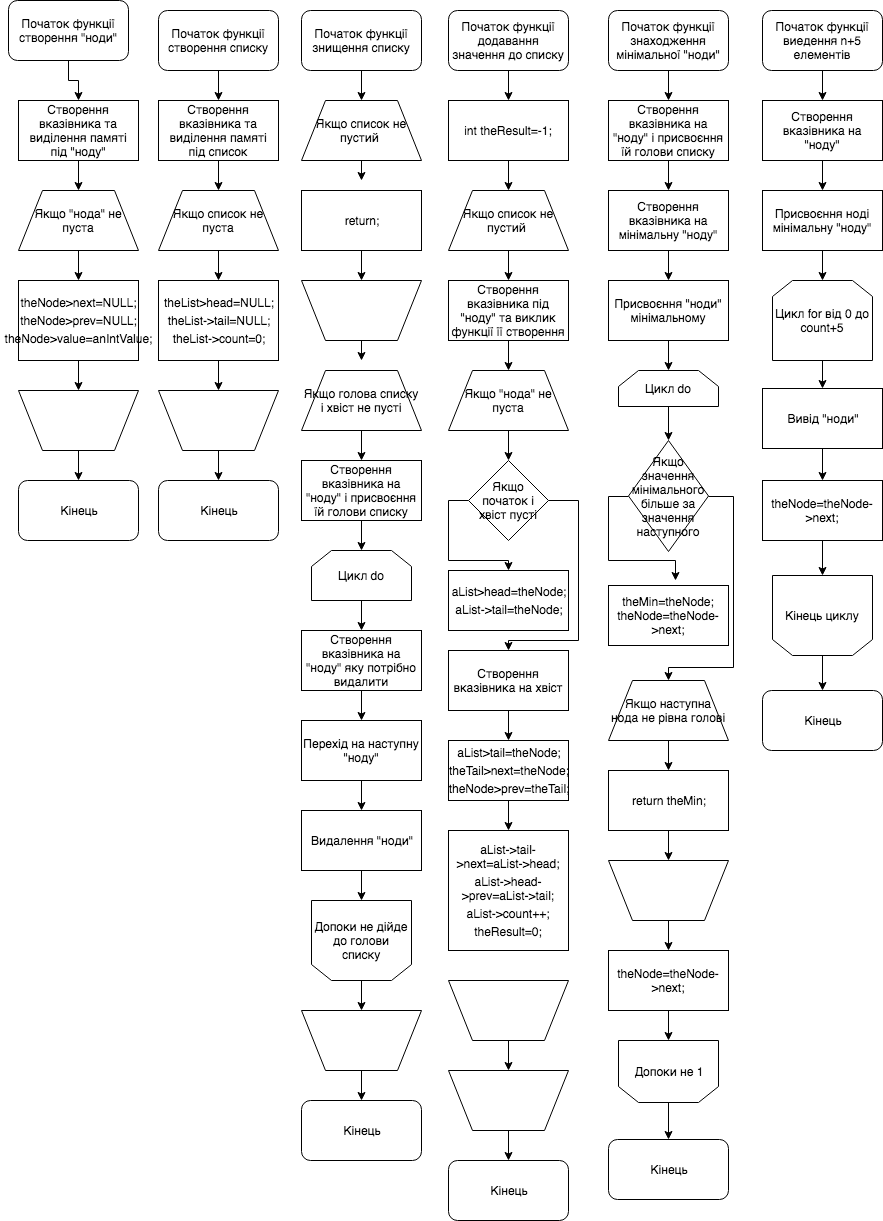 Початок функції
створення "ноди"
Створення
вказівника та
виділення памяті
під "ноду"
Якщо "нода" не
пуста
theNode>next=NULL;
theNode>prev=NULL;
theNode>value=anIntValue;
Кінець
Початок функції
створення списку
Створення
вказівника та
виділення памяті
під список
Якщо список не
пуста
theList>head=NULL;
theList->tail=NULL;
theList->count=0;
Кінець
Початок функції
знищення списку
Якщо список не
пустий
return;
Якщо голова списку
і хвіст не пусті
Створення
вказівника на
"ноду" і присвоєння
їй голови списку
Цикл do
Створення
вказівника на
"ноду" яку потрібно
видалити
Перехід на наступну
"ноду"
Видалення "ноди"
Допоки не дійде
до голови
списку
Кінець
Початок функції
додавання
значення до списку
int theResult=-1;
Якщо список не
пустий
Створення
вказівника під
"ноду" та виклик
функції її створення
Якщо "нода" не
пуста
Якщо
початок і
хвіст пусті
aList>head=theNode;
aList->tail=theNode;
Створення
вказівника на хвіст
aList>tail=theNode;
theTail>next=theNode;
theNode>prev=theTail;
aList->tail-
>next=aList->head;
aList->head-
>prev=aList->tail;
aList->count++;
theResult=0;
Кінець
Початок функції
знаходження
мінімальної "ноди"
Створення
вказівника на
"ноду" і присвоєння
їй голови списку
Створення
вказівника на
мінімальну "ноду"
Присвоєння "ноди"
мінімальному
Цикл do
Якщо
значення
мінімального
більше за
значення
наступного
theMin=theNode;
theNode=theNode-
>next;
Якщо наступна
нода не рівна голові
return theMin;
theNode=theNode-
>next;
Допоки не 1
Кінець
Початок функції
виедення n+5
елементів
Створення
вказівника на
"ноду"
Присвоєння ноді
мінімальну "ноду"
Цикл for від 0 до
count+5
Вивід "ноди"
theNode=theNode-
>next;
Кінець циклу
Кінець